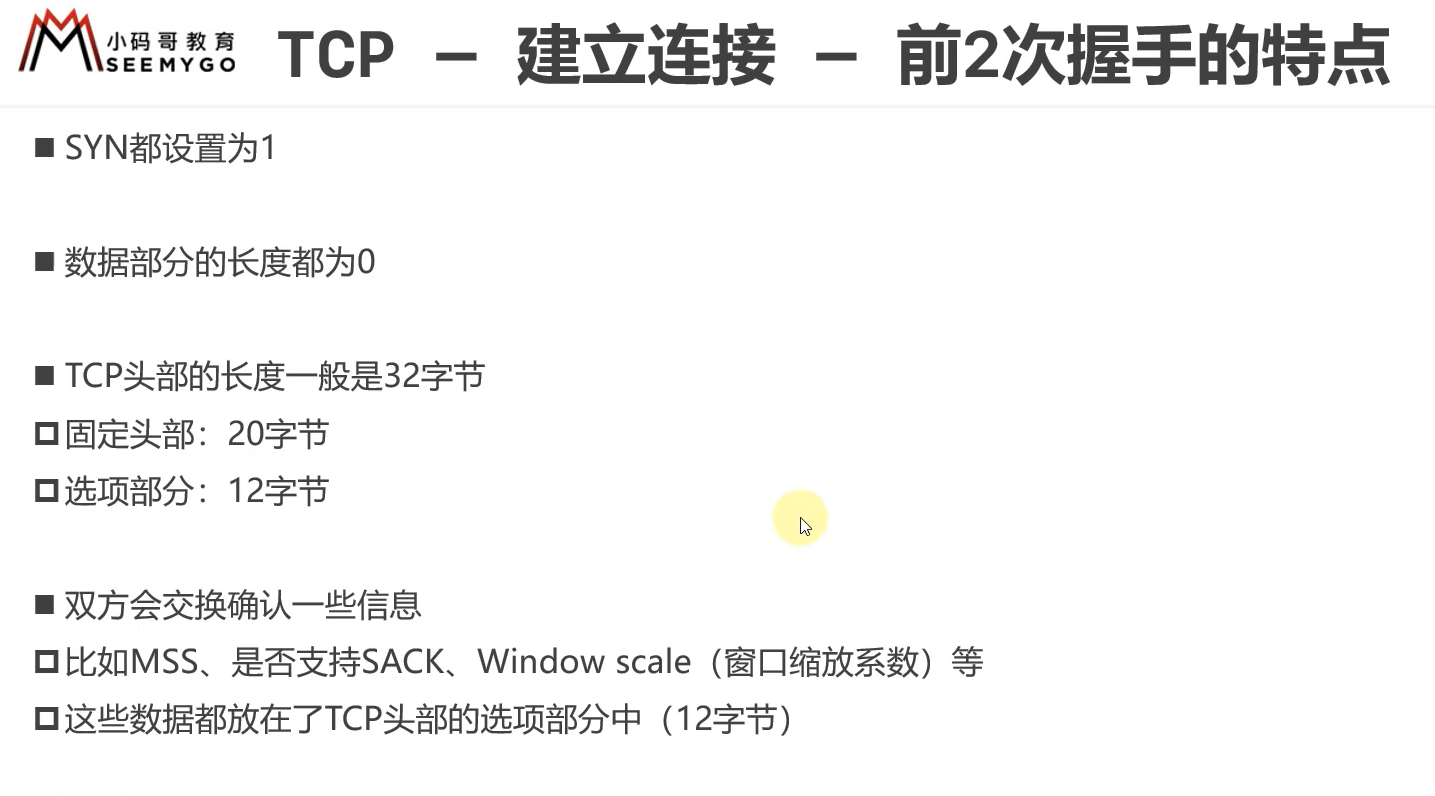 小码哥教育
SEEMYGO
TCP – 建立连接 – 前2次握手的特点
■ SYN都设置为1
■ 数据部分的长度都为0
■ TCP头部的长度一般是32字节
固定头部：20字节
选项部分：12字节
■ 双方会交换确认一些信息
比如MSS、是否支持SACK、Window scale（窗口缩放系数）等
这些数据都放在了TCP头部的选项部分中（12字节）